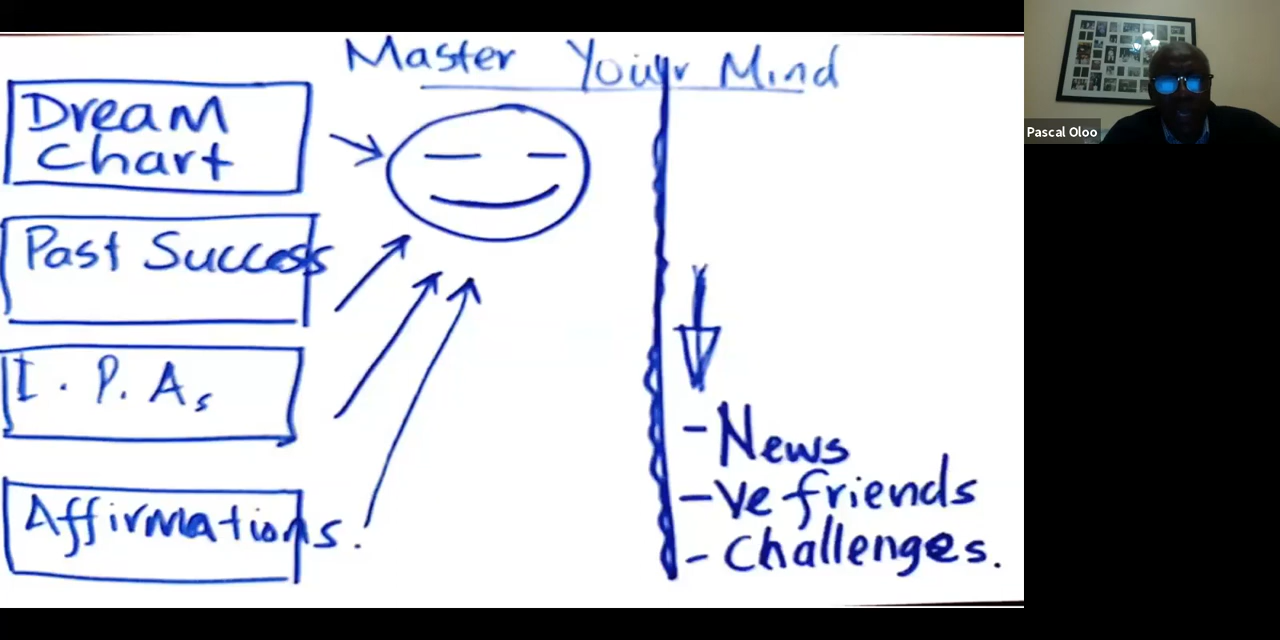 Master Your Mind
Dream
Chart
Past Success
I. P. As
Affirmations.
- News
-ve friends
- Challenges.
Pascal Oloo